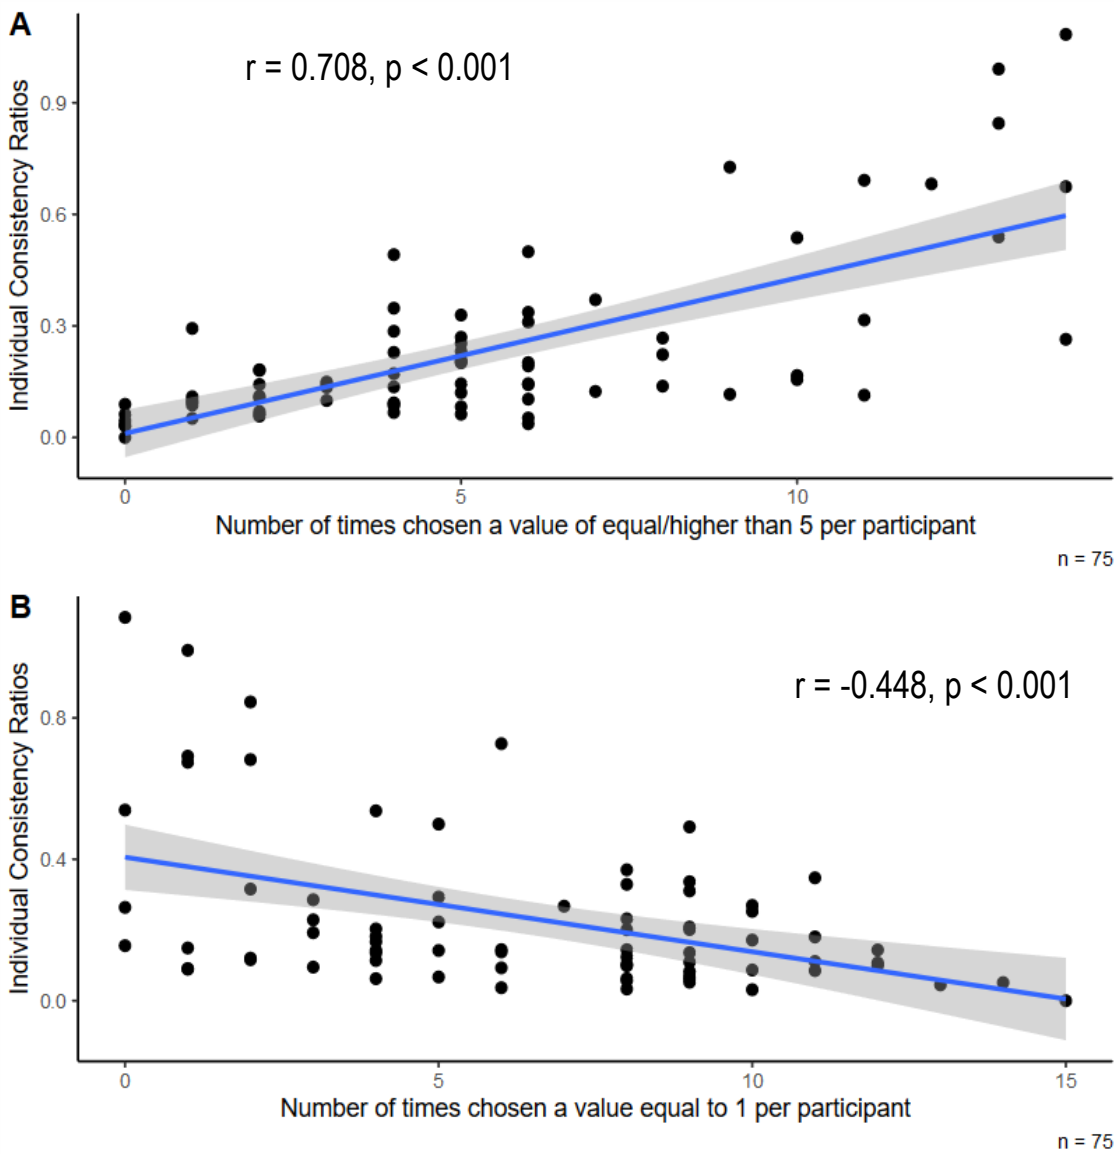 A
r = 0.708, p < 0.001
Individual Consistency Ratios
0.9
0.6
0.3
0.0
0 5 10
Number of times chosen a value of equal/higher than 5 per participant
n = 75
B
r = -0.448, p < 0.001
Individual Consistency Ratios
0.8
0.4
0.0
0 5 10 15
Number of times chosen a value equal to 1 per participant
n = 75